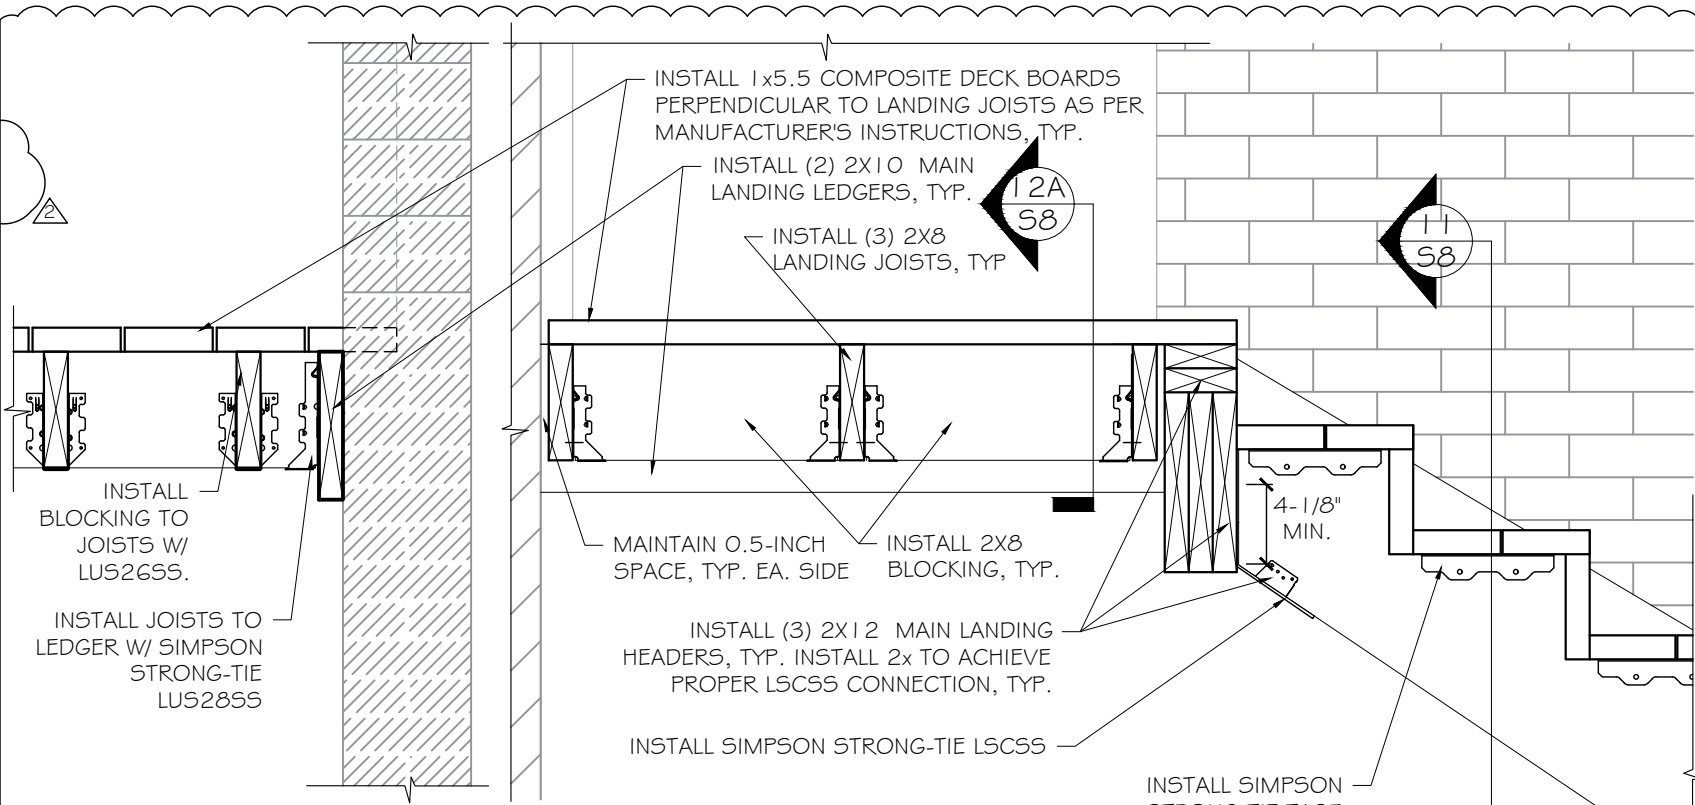 INSTALL 1x5.5 COMPOSITE DECK BOARDS
PERPENDICULAR TO LANDING JOISTS AS PER
MANUFACTURER'S INSTRUCTIONS, TYP.
INSTALL (2) 2X10 MAIN
LANDING LEDGERS, TYP.
12A
S8
INSTALL (3) 2X8
LANDING JOISTS, TYP
11
S8
2
INSTALL
BLOCKING TO
JOISTS W/
LUS26SS.
INSTALL JOISTS TO
LEDGER W/ SIMPSON
STRONG-TIE
LUS28SS
MAINTAIN 0.5-INCH
SPACE, TYP. EA. SIDE
INSTALL 2X8
BLOCKING, TYP.
4-1/8"
MIN.
INSTALL (3) 2X12 MAIN LANDING
HEADERS, TYP. INSTALL 2x TO ACHIEVE
PROPER LSCSS CONNECTION, TYP.
INSTALL SIMPSON STRONG-TIE LSCSS
INSTALL SIMPSON